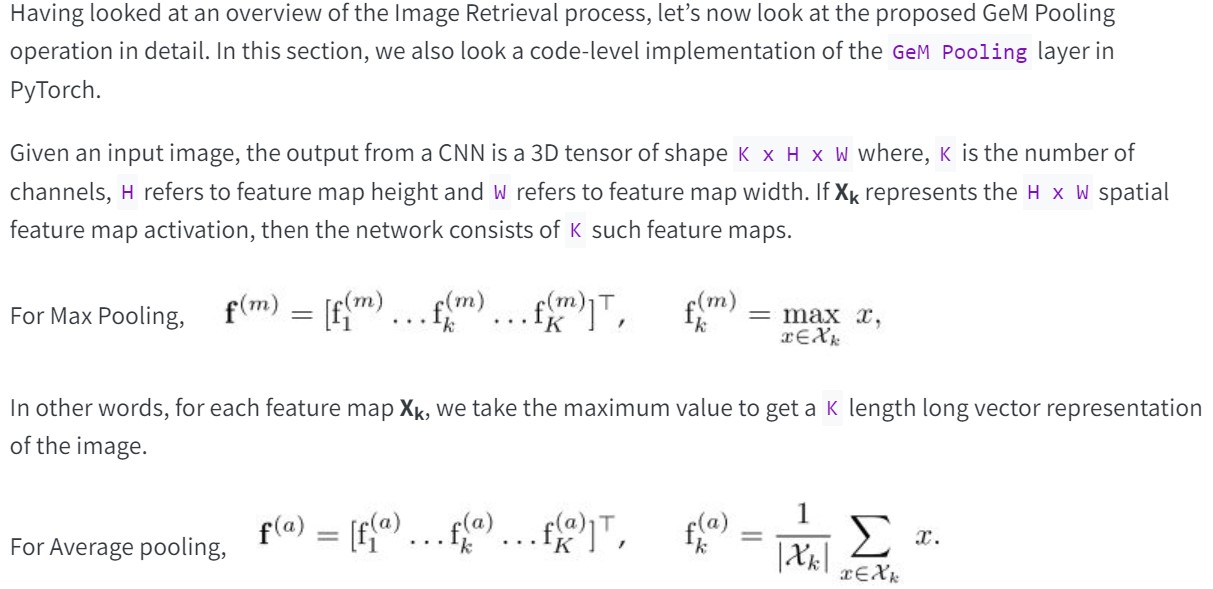 Having looked at an overview of the Image Retrieval process, let's now look at the proposed GeM Pooling
operation in detail. In this section, we also look a code-level implementation of the GeM Pooling layer in
PyTorch.
Given an input image, the output from a CNN is a 3D tensor of shape K x H x W where, K is the number of
channels, H refers to feature map height and W refers to feature map width. If Xₖ represents the H x W spatial
feature map activation, then the network consists of K such feature maps.
For Max Pooling, $\mathbf{f}^{(m)} = [\mathrm{f}_1^{(m)} \ldots \mathrm{f}_k^{(m)} \ldots \mathrm{f}_K^{(m)}]^\top, \quad \mathrm{f}_k^{(m)} = \max_{x \in \mathcal{X}_k} x,$
In other words, for each feature map Xₖ, we take the maximum value to get a K length long vector representation
of the image.
For Average pooling, $\mathbf{f}^{(a)} = [\mathrm{f}_1^{(a)} \ldots \mathrm{f}_k^{(a)} \ldots \mathrm{f}_K^{(a)}]^\top, \quad \mathrm{f}_k^{(a)} = \frac{1}{|\mathcal{X}_k|} \sum_{x \in \mathcal{X}_k} x.$